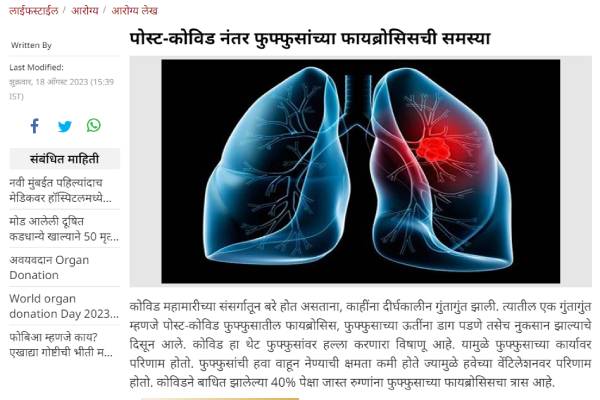 लाईफस्टाईल / आरोग्य / आरोग्य लेख
पोस्ट-कोविड नंतर फुफ्फुसांच्या फायब्रोसिसची समस्या
Written By
Last Modified:
शुक्रवार, 18 ऑगस्ट 2023 (15:39
IST)
संबंधित माहिती
नवी मुंबईत पहिल्यांदाच
मेडिकवर हॉस्पिटलमध्ये...
मोड आलेली दूषित
कडधान्ये खाल्याने 50 मृत...
अवयवदान Organ
Donation
World organ
donation Day 2023...
फोबिआ म्हणजे काय?
एखाद्या गोष्टीची भीती म...
कोविड महामारीच्या संसर्गातून बरे होत असताना, काहींना दीर्घकालीन गुंतागुंत झाली. त्यातील एक गुंतागुंत
म्हणजे पोस्ट-कोविड फुफ्फुसातील फायब्रोसिस, फुफ्फुसाच्या ऊतींना डाग पडणे तसेच नुकसान झाल्याचे
दिसून आले. कोविड हा थेट फुफ्फुसांवर हल्ला करणारा विषाणू आहे. यामुळे फुफ्फुसाच्या कार्यावर
परिणाम होतो. फुफ्फुसांची हवा वाहून नेण्याची क्षमता कमी होते ज्यामुळे हवेच्या वेंटिलेशनवर परिणाम
होतो. कोविडने बाधित झालेल्या 40% पेक्षा जास्त रुग्णांना फुफ्फुसाच्या फायब्रोसिसचा त्रास आहे.